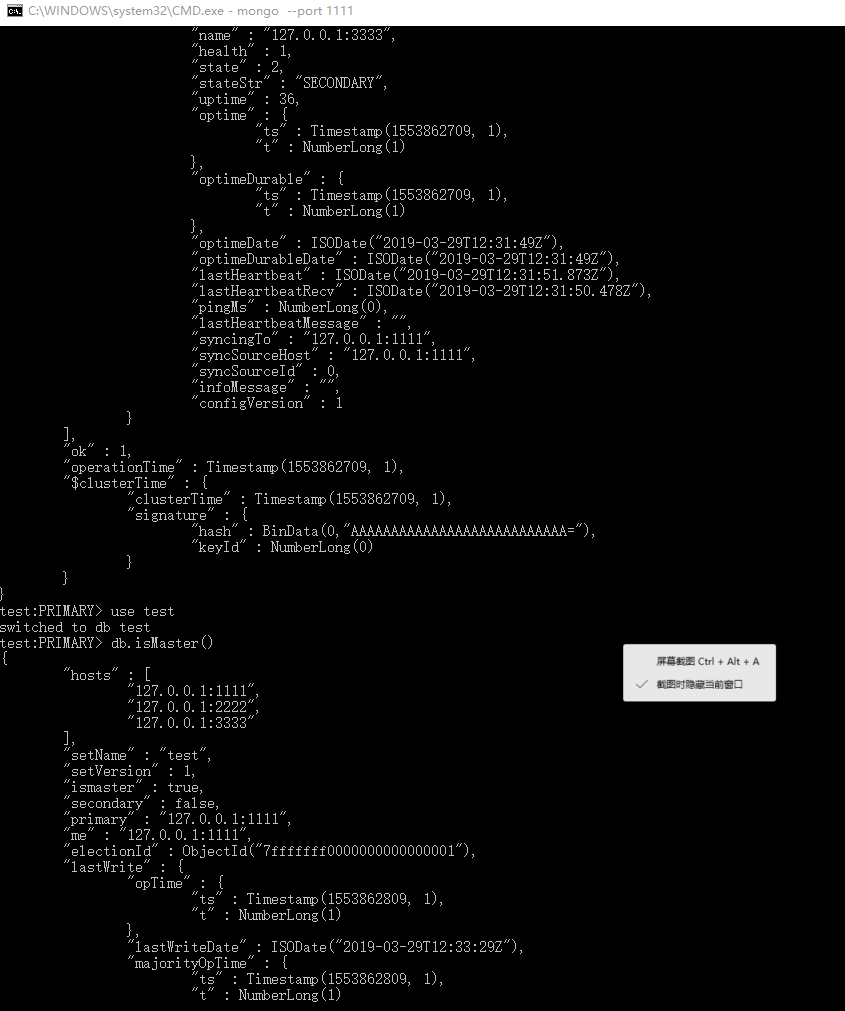 C:\WINDOWS\system32\CMD.exe - mongo  --port 1111
"name" : "127.0.0.1:3333",
"health" : 1,
"state" : 2,
"stateStr" : "SECONDARY",
"uptime" : 36,
"optime" : {
"ts" : Timestamp(1553862709, 1),
"t" : NumberLong(1)
},
"optimeDurable" : {
"ts" : Timestamp(1553862709, 1),
"t" : NumberLong(1)
},
"optimeDate" : ISODate("2019-03-29T12:31:49Z"),
"optimeDurableDate" : ISODate("2019-03-29T12:31:49Z"),
"lastHeartbeat" : ISODate("2019-03-29T12:31:51.873Z"),
"lastHeartbeatRecv" : ISODate("2019-03-29T12:31:50.478Z"),
"pingMs" : NumberLong(0),
"lastHeartbeatMessage" : "",
"syncingTo" : "127.0.0.1:1111",
"syncSourceHost" : "127.0.0.1:1111",
"syncSourceId" : 0,
"infoMessage" : "",
"configVersion" : 1
}
],
"ok" : 1,
"operationTime" : Timestamp(1553862709, 1),
"$clusterTime" : {
"clusterTime" : Timestamp(1553862709, 1),
"signature" : {
"hash" : BinData(0,"AAAAAAAAAAAAAAAAAAAAAAAAAAA="),
"keyId" : NumberLong(0)
}
}
}
test:PRIMARY> use test
switched to db test
test:PRIMARY> db.isMaster()
{
"hosts" : [
"127.0.0.1:1111",
"127.0.0.1:2222",
"127.0.0.1:3333"
],
"setName" : "test",
"setVersion" : 1,
"ismaster" : true,
"secondary" : false,
"primary" : "127.0.0.1:1111",
"me" : "127.0.0.1:1111",
"electionId" : ObjectId("7fffffff0000000000000001"),
"lastWrite" : {
"opTime" : {
"ts" : Timestamp(1553862809, 1),
"t" : NumberLong(1)
},
"lastWriteDate" : ISODate("2019-03-29T12:33:29Z"),
"majorityOpTime" : {
"ts" : Timestamp(1553862809, 1),
"t" : NumberLong(1)
屏幕截图 Ctrl + Alt + A
截图时隐藏当前窗口